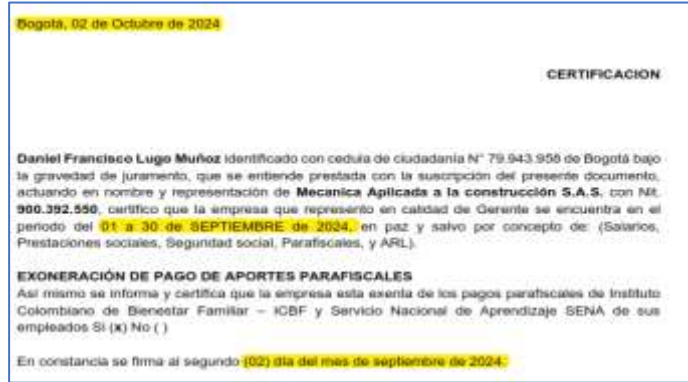 Bogotá, 02 de Octubre de 2024
CERTIFICACION
Daniel Francisco Lugo Muñoz identificado con cedula de ciudadanía N° 79.943.958 de Bogotá bajo
la gravedad de juramento, que se entiende prestada con la suscripción del presente documento,
actuando en nombre y representación de Mecanica Aplicada a la construcción S.A.S. con Nit.
900.392.550, certifico que la empresa que represento en calidad de Gerente se encuentra en el
periodo del 01 a 30 de SEPTIEMBRE de 2024, en paz y salvo por concepto de: (Salarios,
Prestaciones sociales, Seguridad social, Parafiscales, y ARL).
EXONERACIÓN DE PAGO DE APORTES PARAFISCALES
Así mismo se informa y certifica que la empresa esta exenta de los pagos parafiscales de Instituto
Colombiano de Bienestar Familiar – ICBF y Servicio Nacional de Aprendizaje SENA de sus
empleados Si (x) No ( )
En constancia se firma al segundo (02) día del mes de septiembre de 2024.